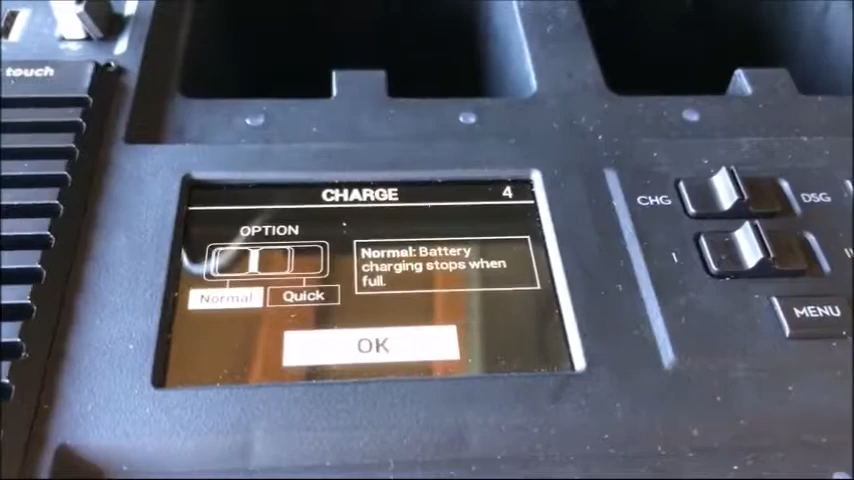 touch
CHARGE 4
OPTION
Normal: Battery
charging stops when
full.
Normal Quick
OK
CHG DSG
I
MENU